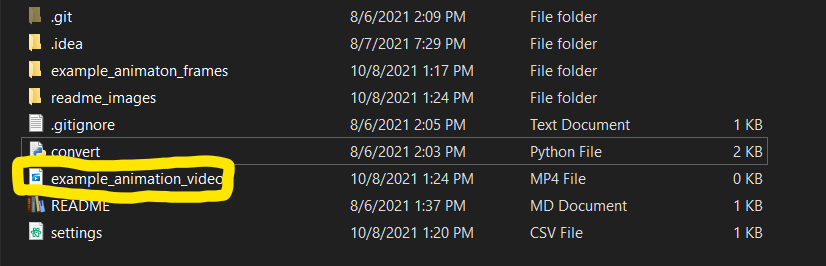 .git 8/6/2021 2:09 PM File folder
.idea 8/7/2021 7:29 PM File folder
example_animaton_frames 10/8/2021 1:17 PM File folder
readme_images 10/8/2021 1:24 PM File folder
.gitignore 8/6/2021 2:05 PM Text Document 1 KB
convert 8/6/2021 2:03 PM Python File 2 KB
example_animation_video 10/8/2021 1:24 PM MP4 File 0 KB
README 8/6/2021 1:37 PM MD Document 1 KB
settings 10/8/2021 1:20 PM CSV File 1 KB